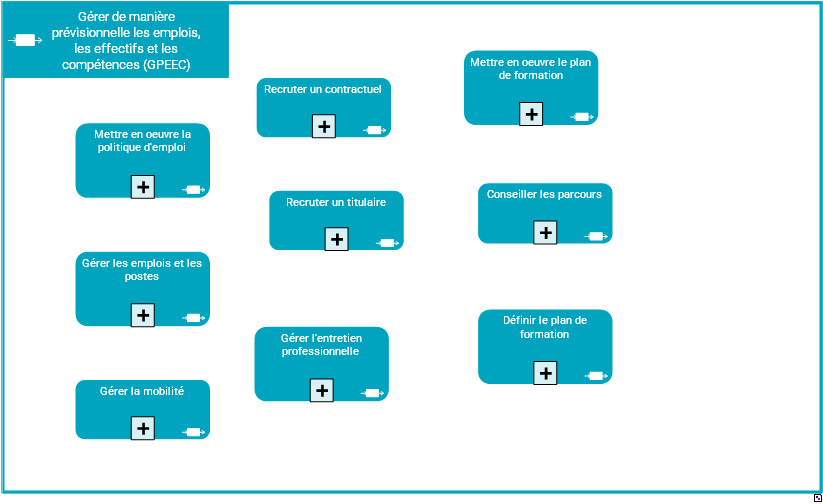 Gérer de manière
prévisionnelle les emplois,
les effectifs et les
compétences (GPEEC)
Mettre en oeuvre la
politique d'emploi
Gérer les emplois et les
postes
Gérer la mobilité
Recruter un contractuel
Recruter un titulaire
Gérer l'entretien
professionnelle
Mettre en oeuvre le plan
de formation
Conseiller les parcours
Définir le plan de
formation